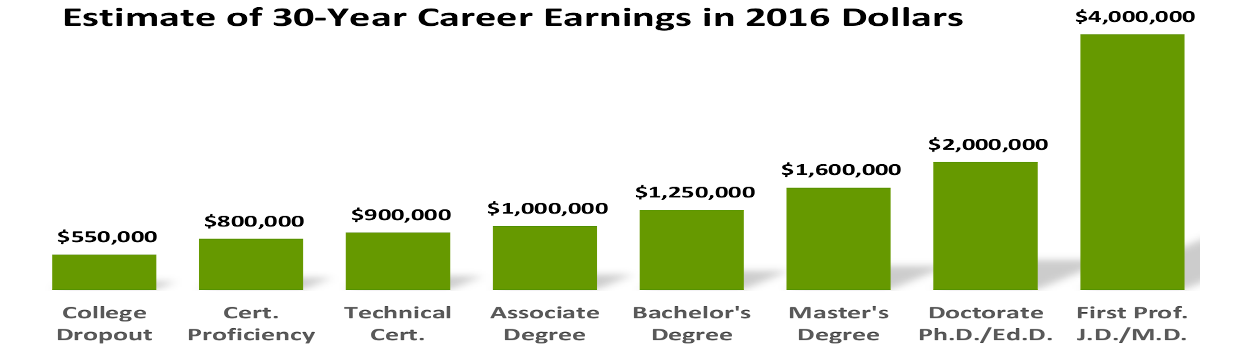 Estimate of 30-Year Career Earnings in 2016 Dollars
$550,000
$800,000
$900,000
$1,000,000
$1,250,000
$1,600,000
$2,000,000
$4,000,000
College
Dropout
Cert.
Proficiency
Technical
Cert.
Associate
Degree
Bachelor's
Degree
Master's
Degree
Doctorate
Ph.D./Ed.D.
First Prof.
J.D./M.D.